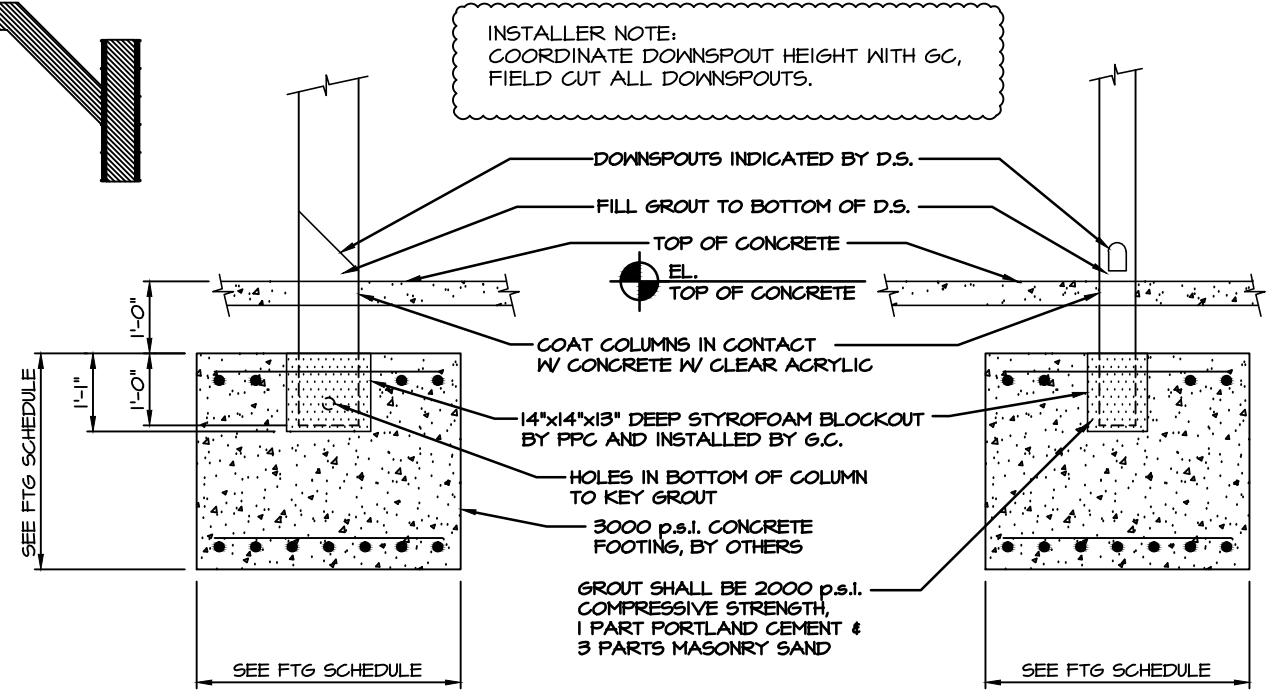 INSTALLER NOTE:
COORDINATE DOWNSPOUT HEIGHT WITH GC,
FIELD CUT ALL DOWNSPOUTS.
DOWNSPOUTS INDICATED BY D.S.
FILL GROUT TO BOTTOM OF D.S.
TOP OF CONCRETE
EL.
TOP OF CONCRETE
COAT COLUMNS IN CONTACT
W/ CONCRETE W/ CLEAR ACRYLIC
14"x14"x13" DEEP STYROFOAM BLOCKOUT
BY PPC AND INSTALLED BY G.C.
HOLES IN BOTTOM OF COLUMN
TO KEY GROUT
3000 p.s.i. CONCRETE
FOOTING, BY OTHERS
GROUT SHALL BE 2000 p.s.i.
COMPRESSIVE STRENGTH,
1 PART PORTLAND CEMENT &
3 PARTS MASONRY SAND
1'-0"
1'-0"
1'-1"
SEE FTG SCHEDULE
SEE FTG SCHEDULE
SEE FTG SCHEDULE